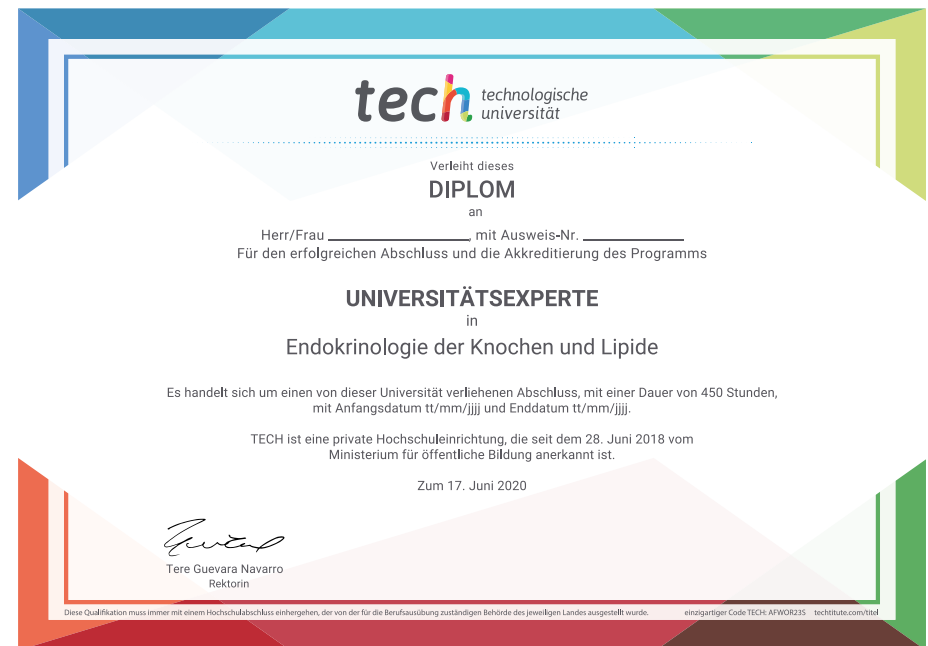 tech technologische
universität
Verleiht dieses
DIPLOM
an
Herr/Frau ____________________, mit Ausweis-Nr. ______________
Für den erfolgreichen Abschluss und die Akkreditierung des Programms
UNIVERSITÄTSEXPERTE
in
Endokrinologie der Knochen und Lipide
Es handelt sich um einen von dieser Universität verliehenen Abschluss, mit einer Dauer von 450 Stunden,
mit Anfangsdatum tt/mm/jjjj und Enddatum tt/mm/jjjj.
TECH ist eine private Hochschuleinrichtung, die seit dem 28. Juni 2018 vom
Ministerium für öffentliche Bildung anerkannt ist.
Zum 17. Juni 2020
Tere Guevara Navarro
Rektorin
Diese Qualifikation muss immer mit einem Hochschulabschluss einhergehen, der von der für die Berufsausübung zuständigen Behörde des jeweiligen Landes ausgestellt wurde. einzigartiger Code TECH: AFWOR23S techtitute.com/titel